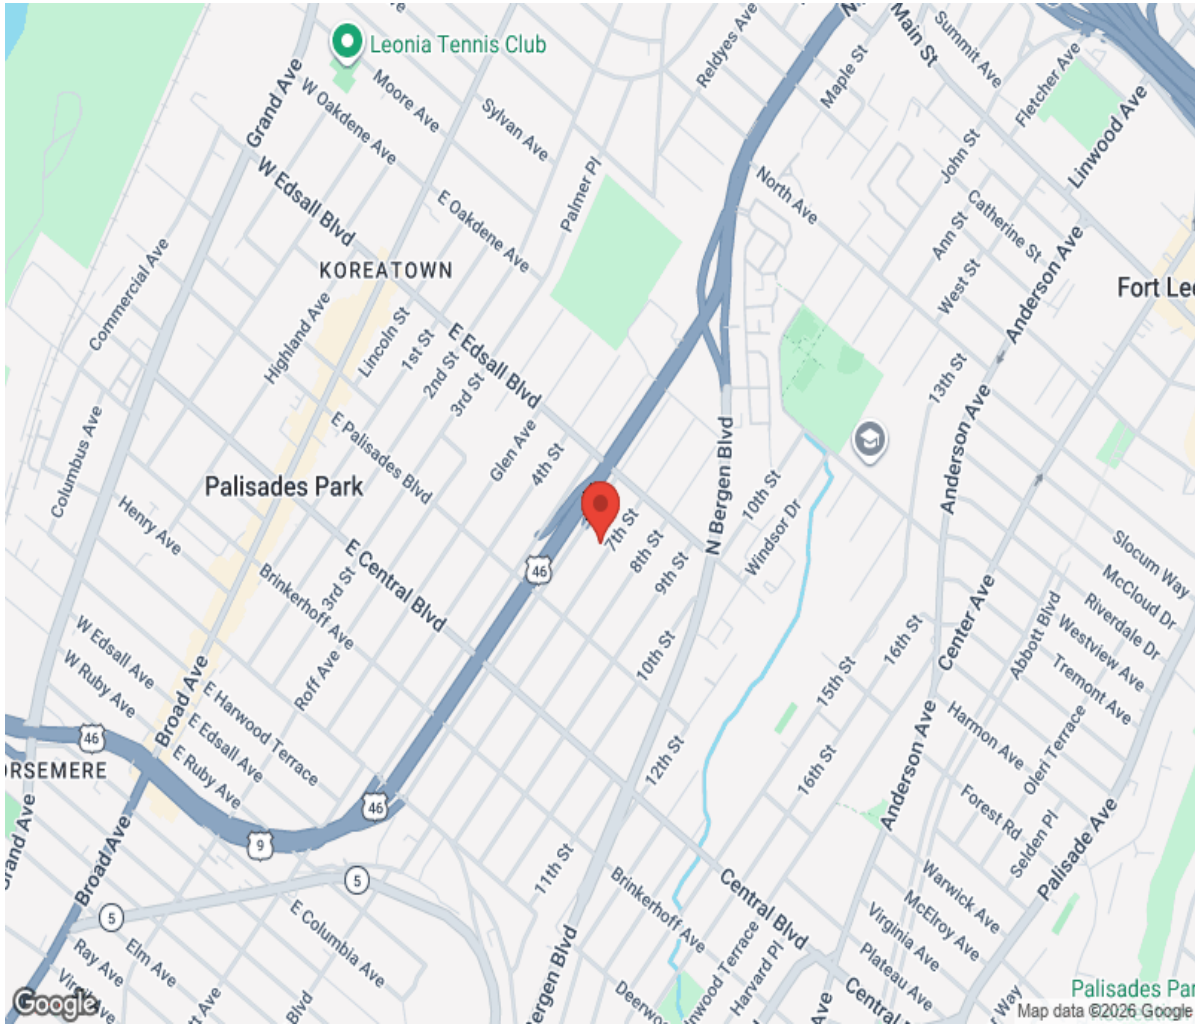 Leonia Tennis Club
Grand Ave
W Oakdene Ave
Moore Ave
Sylvan Ave
Reldyes Ave
Maple St
Main St
Summit Ave
Fletcher Ave
Linwood Ave
John St
Catherine St
North Ave
Ann St
West St
Anderson Ave
Fort Lee
W Edsall Blvd
E Oakdene Ave
Palmer Pl
KOREATOWN
Commercial Ave
Highland Ave
Lincoln St
1st St
2nd St
3rd St
E Edsall Blvd
Glen Ave
4th St
Columbus Ave
E Palisades Blvd
Palisades Park
Henry Ave
E Central Blvd
Brinkerhoff Ave
3rd St
Roff Ave
46
7th St
8th St
9th St
10th St
N Bergen Blvd
10th St
Windsor Dr
13th St
Anderson Ave
Slocum Way
McCloud Dr
Riverdale Dr
Westview Ave
Tremont Ave
Abbott Blvd
Center Ave
16th St
15th St
16th St
12th St
11th St
Harmon Ave
Oleri Terrace
Forest Rd
Selden Pl
Palisade Ave
Anderson Ave
W Edsall Ave
W Ruby Ave
Broad Ave
E Harwood Terrace
E Edsall Ave
E Ruby Ave
46
ORSEMERE
46
9
5
5
Grand Ave
Broad Ave
Ray Ave
Elm Ave
E Columbia Ave
Blvd
Bergen Blvd
Brinkerhoff Ave
Central Blvd
Warwick Ave
McElroy Ave
Virginia Ave
Plateau Ave
Harvard Pl
Central
Ave
Way
Palisades Par
Google
Map data ©2026 Google